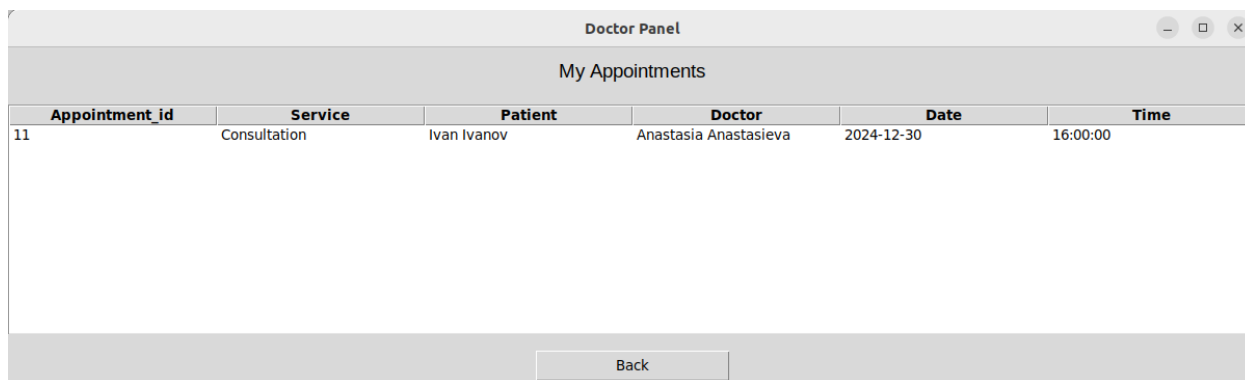 Doctor Panel
My Appointments
Appointment_id Service Patient Doctor Date Time
11 Consultation Ivan Ivanov Anastasia Anastasieva 2024-12-30 16:00:00
Back